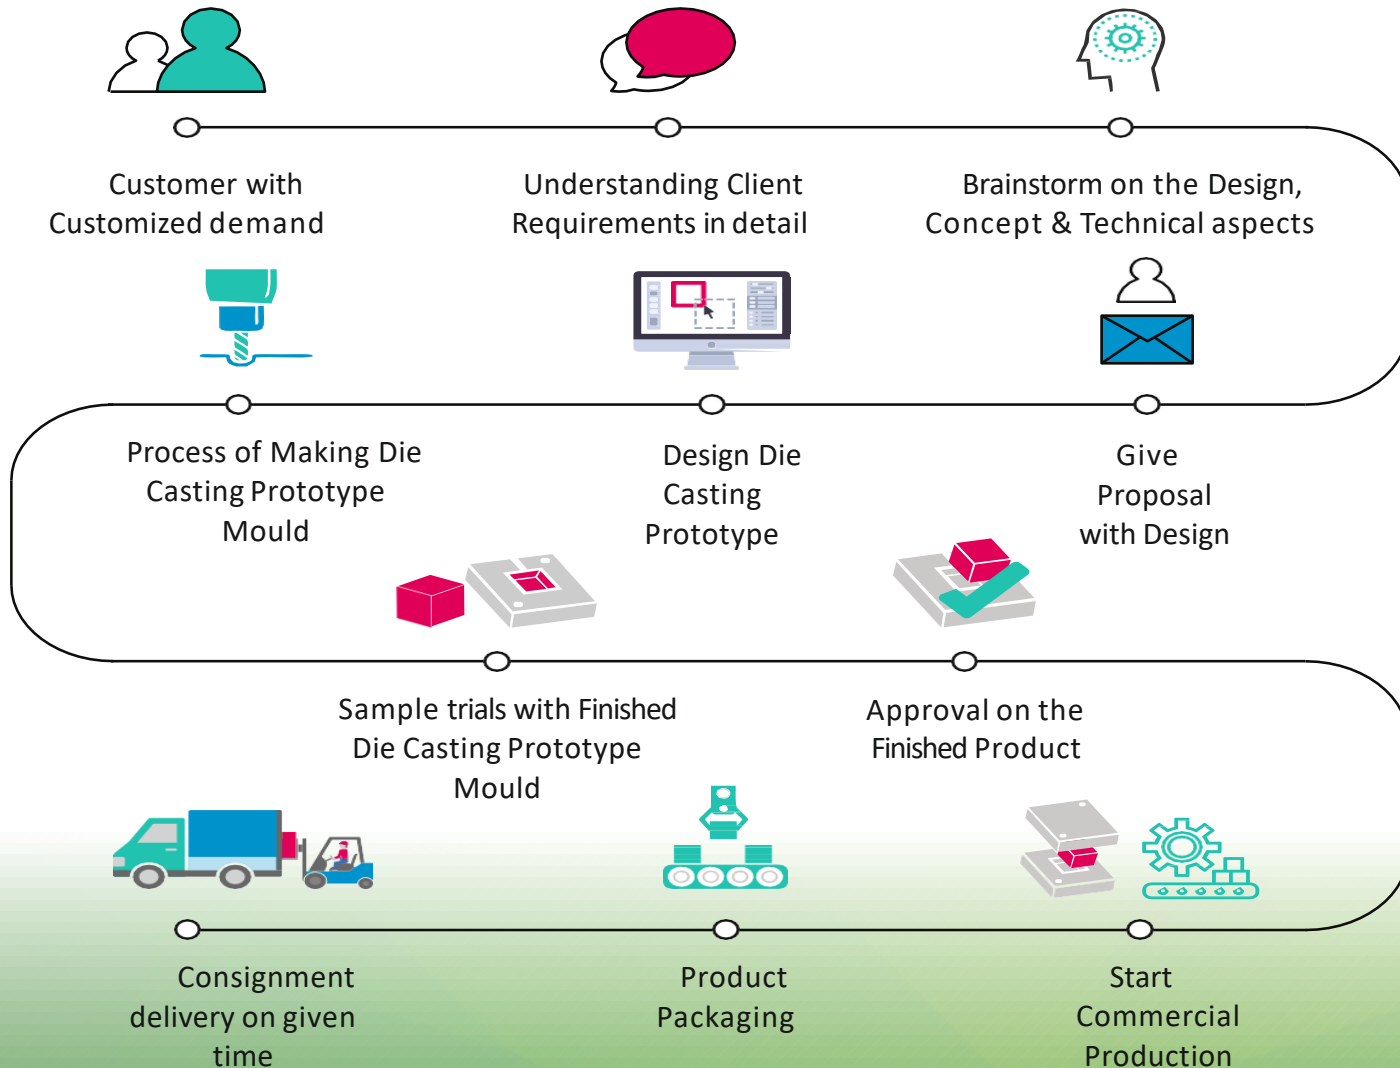 Customer with
Customized demand
Understanding Client
Requirements in detail
Brainstorm on the Design,
Concept & Technical aspects
Give
Proposal
with Design
Design Die
Casting
Prototype
Process of Making Die
Casting Prototype
Mould
Sample trials with Finished
Die Casting Prototype
Mould
Approval on the
Finished Product
Start
Commercial
Production
Product
Packaging
Consignment
delivery on given
time